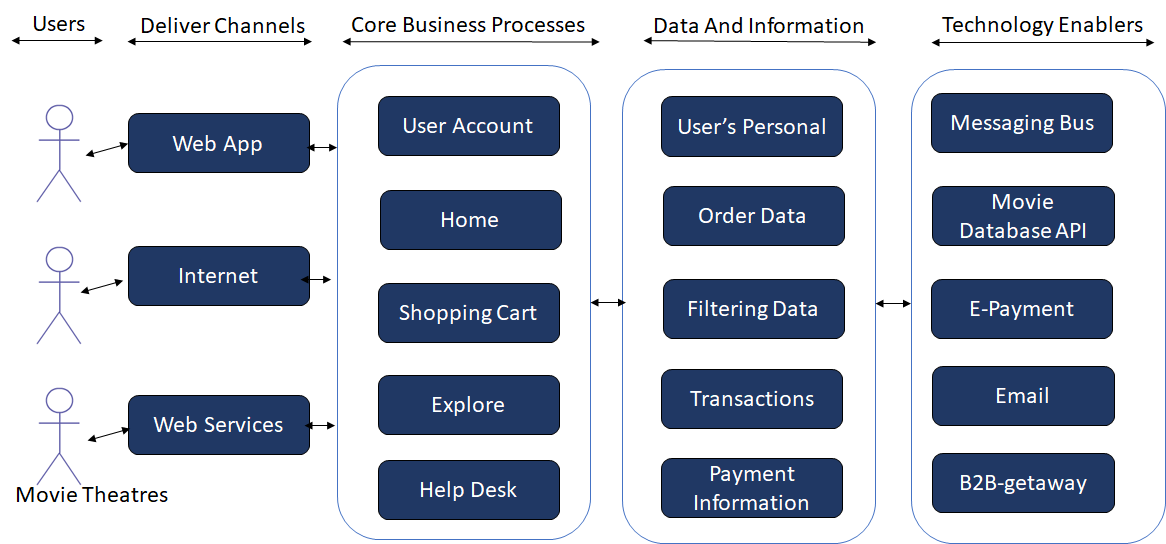 Users
Deliver Channels
Core Business Processes
Data And Information
Technology Enablers
Web App
Internet
Web Services
Movie Theatres
User Account
Home
Shopping Cart
Explore
Help Desk
User’s Personal
Order Data
Filtering Data
Transactions
Payment
Information
Messaging Bus
Movie
Database API
E-Payment
Email
B2B-getaway